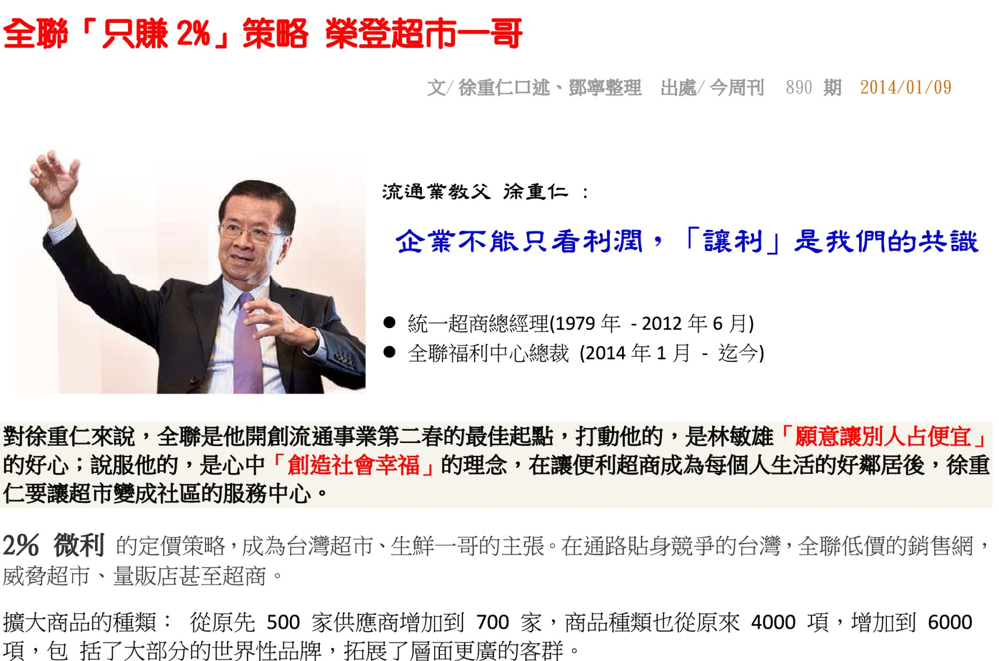 全聯「只賺 2%」策略 榮登超市一哥
文/ 徐重仁口述、鄧寧整理 出處/ 今周刊 890 期 2014/01/09
流通業教父 徐重仁 :
企業不能只看利潤,「讓利」是我們的共識
● 統一超商總經理(1979 年 - 2012 年 6 月)
● 全聯福利中心總裁 (2014 年 1 月 - 迄今)
對徐重仁來說,全聯是他開創流通事業第二春的最佳起點,打動他的,是林敏雄「願意讓別人占便宜」
的好心;說服他的,是心中「創造社會幸福」的理念,在讓便利超商成為每個人生活的好鄰居後,徐重
仁要讓超市變成社區的服務中心。
2% 微利 的定價策略,成為台灣超市、生鮮一哥的主張。在通路貼身競爭的台灣,全聯低價的銷售網,
威脅超市、量販店甚至超商。
擴大商品的種類: 從原先 500 家供應商增加到 700 家,商品種類也從原來 4000 項,增加到 6000
項,包 括了大部分的世界性品牌,拓展了層面更廣的客群。